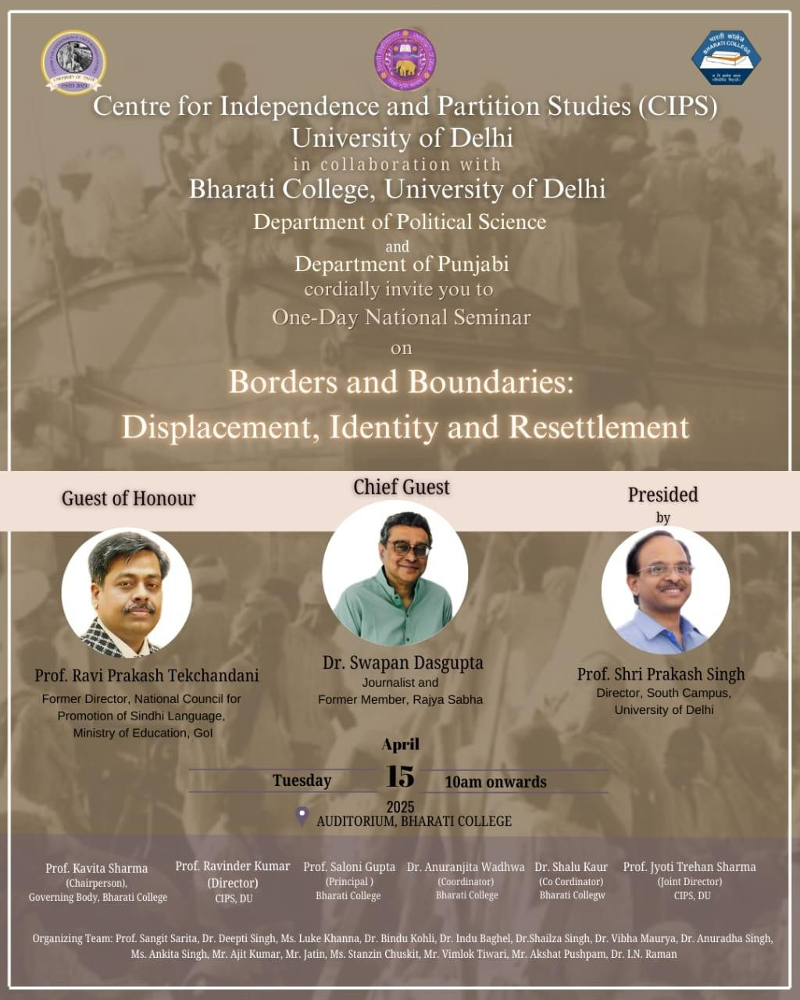 UNIVERSITY OF DELHI
ESTD 2021
भारती कॉलेज
BHARATI COLLEGE
Centre for Independence and Partition Studies (CIPS)
University of Delhi
in collaboration with
Bharati College, University of Delhi
Department of Political Science
and
Department of Punjabi
cordially invite you to
One-Day National Seminar
on
Borders and Boundaries:
Displacement, Identity and Resettlement
Guest of Honour
Chief Guest
Presided
by
Prof. Ravi Prakash Tekchandani
Former Director, National Council for
Promotion of Sindhi Language,
Ministry of Education, GoI
Dr. Swapan Dasgupta
Journalist and
Former Member, Rajya Sabha
Prof. Shri Prakash Singh
Director, South Campus,
University of Delhi
April
Tuesday 15 10am onwards
2025
AUDITORIUM, BHARATI COLLEGE
Prof. Kavita Sharma
(Chairperson),
Governing Body, Bharati College
Prof. Ravinder Kumar
(Director)
CIPS, DU
Prof. Saloni Gupta
(Principal )
Bharati College
Dr. Anuranjita Wadhwa
(Coordinator)
Bharati College
Dr. Shalu Kaur
(Co Cordinator)
Bharati Collegw
Prof. Jyoti Trehan Sharma
(Joint Director)
CIPS, DU
Organizing Team: Prof. Sangit Sarita, Dr. Deepti Singh, Ms. Luke Khanna, Dr. Bindu Kohli, Dr. Indu Baghel, Dr.Shailza Singh, Dr. Vibha Maurya, Dr. Anuradha Singh,
Ms. Ankita Singh, Mr. Ajit Kumar, Mr. Jatin, Ms. Stanzin Chuskit, Mr. Vimlok Tiwari, Mr. Akshat Pushpam, Dr. I.N. Raman